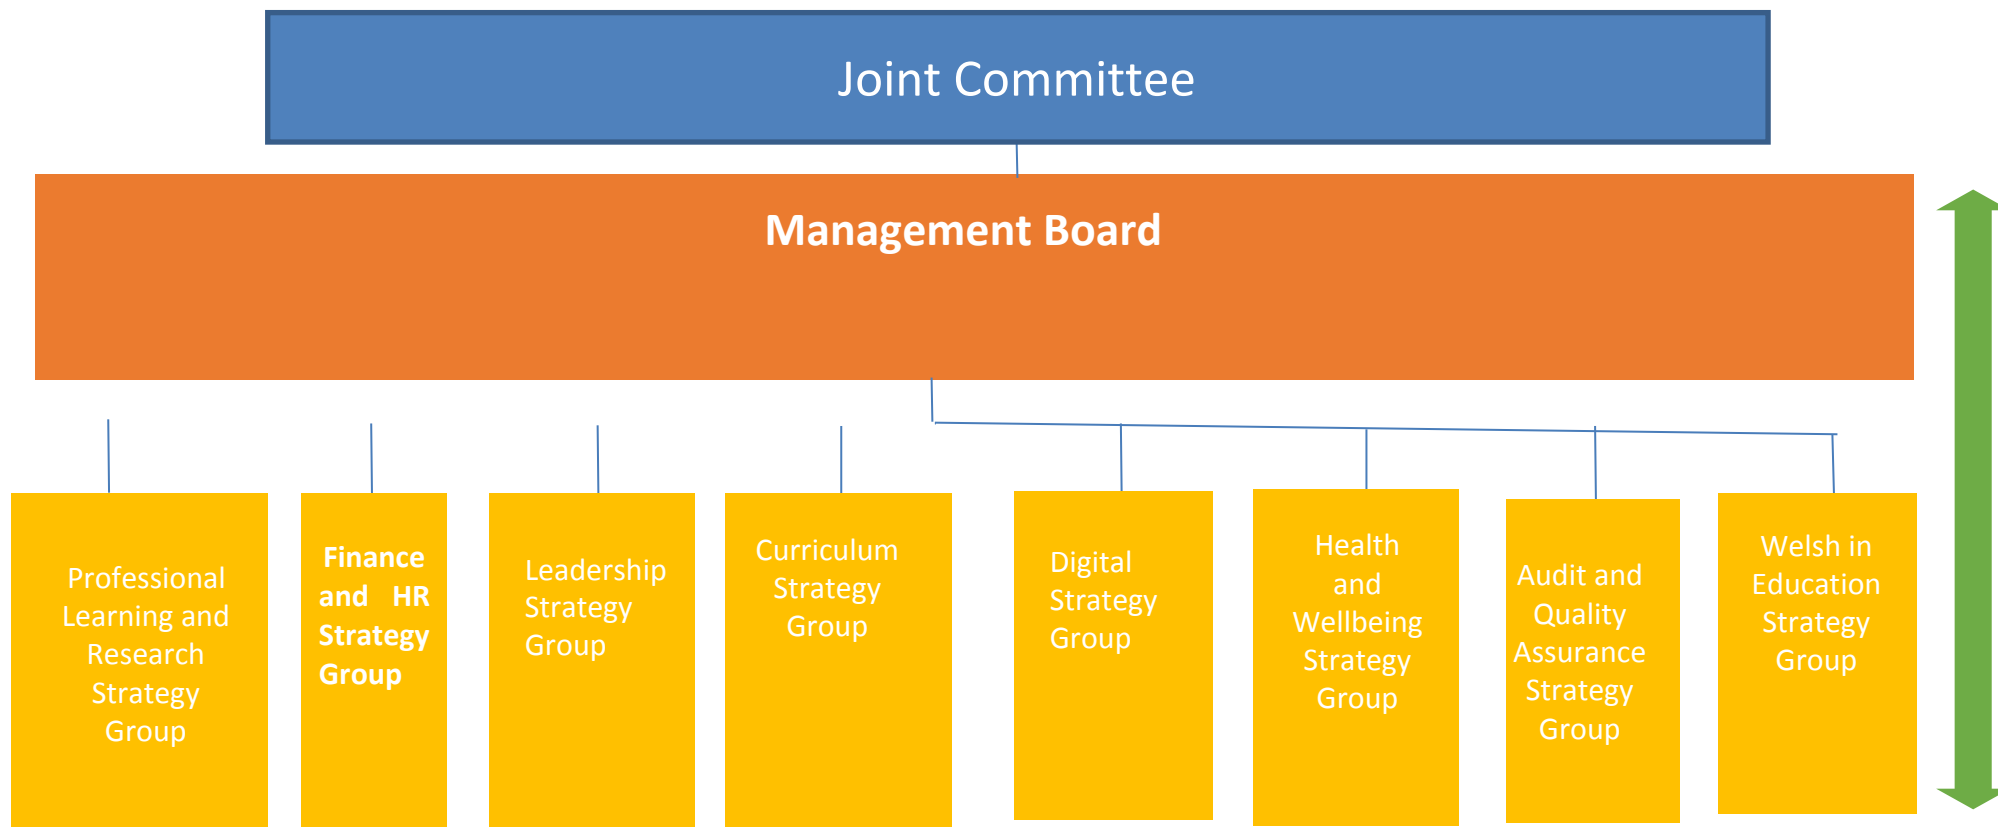 Joint Committee
Management Board
Professional
Learning and
Research
Strategy
Group
Finance
and HR
Strategy
Group
Leadership
Strategy
Group
Curriculum
Strategy
Group
Digital
Strategy
Group
Health
and
Wellbeing
Strategy
Group
Audit and
Quality
Assurance
Strategy
Group
Welsh in
Education
Strategy
Group